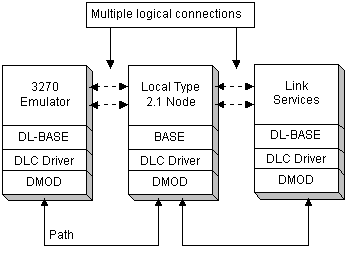 Multiple logical connections
3270
Emulator
DL-BASE
DLC Driver
DMOD
Local Type
2.1 Node
BASE
DLC Driver
DMOD
Link
Services
DL-BASE
DLC Driver
DMOD
Path